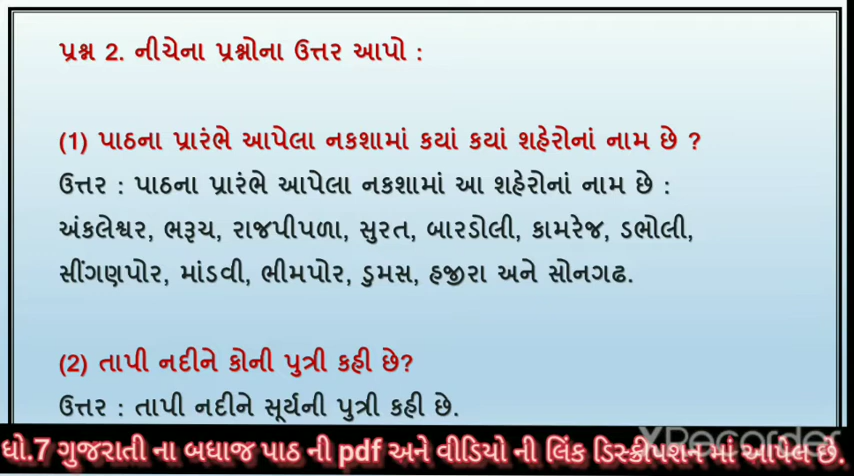 પ્રશ્ન 2. નીચેના પ્રશ્નોના ઉત્તર આપો :
(1) પાઠના પ્રારંભે આપેલા નકશામાં કયાં કયાં શહેરોનાં નામ છે ?
ઉત્તર : પાઠના પ્રારંભે આપેલા નકશામાં આ શહેરોનાં નામ છે :
અંકલેશ્વર, ભરૂચ, રાજપીપળા, સુરત, બારડોલી, કામરેજ, ડભોલી,
સીંગણપોર, માંડવી, ભીમપોર, ડુમસ, હજીરા અને સોનગઢ.
(2) તાપી નદીને કોની પુત્રી કહી છે?
ઉત્તર : તાપી નદીને સૂર્યની પુત્રી કહી છે.
XRecorder
ધો.7 ગુજરાતી ના બધાજ પાઠ ની pdf અને વીડિયો ની લિંક ડિસ્ક્રીપશન માં આપેલ છે.